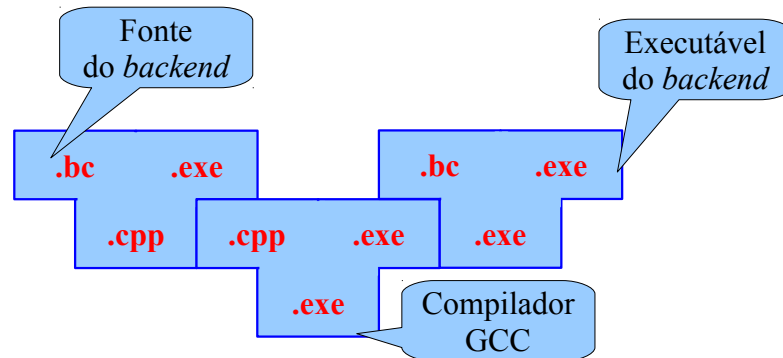 Fonte
do backend
Executável
do backend
.bc .exe
.bc .exe
.cpp
.cpp .exe
.exe
.exe
Compilador
GCC